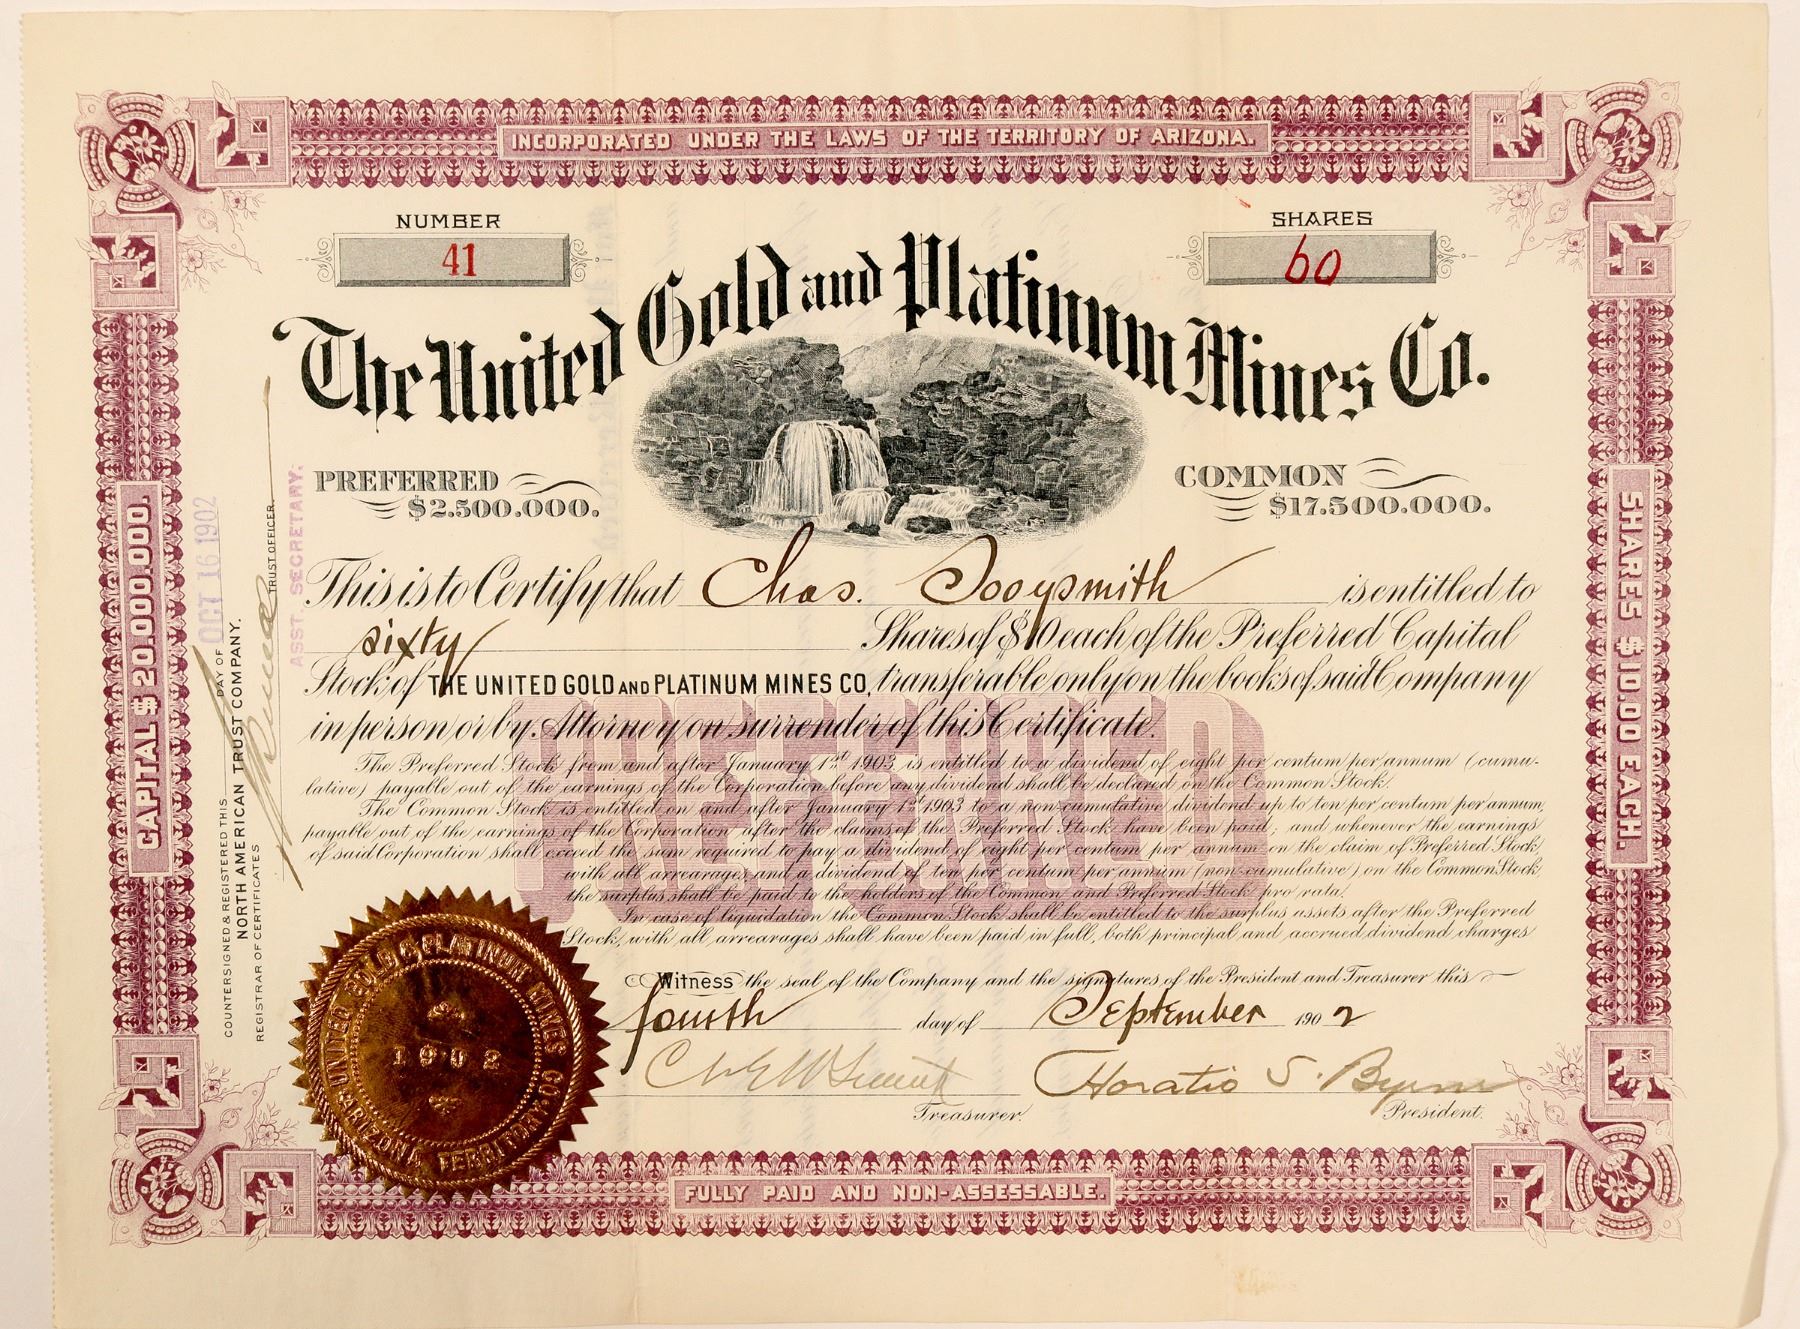 INCORPORATED UNDER THE LAWS OF THE TERRITORY OF ARIZONA.
NUMBER
41
SHARES
60
The United Gold and Platinum Mines Co.
PREFERRED
$2.500.000.
COMMON
$17.500.000.
CAPITAL $20.000.000.
SHARES $10.00 EACH.
This is to Certify that Chas. Sooysmith is entitled to
sixty Shares of $10 each of the Preferred Capital
Stock of THE UNITED GOLD AND PLATINUM MINES CO, transferable only on the books of said Company
in person or by Attorney on surrender of this Certificate.
PREFERRED
The Preferred Stock from and after January 1st 1903 is entitled to a dividend of eight per centum per annum (cumu-
lative) payable out of the earnings of the Corporation before any dividend shall be declared on the Common Stock.
The Common Stock is entitled on and after January 1st 1903 to a non-cumulative dividend up to ten per centum per annum,
payable out of the earnings of the Corporation after the claims of the Preferred Stock have been paid; and whenever the earnings
of said Corporation shall exceed the sum required to pay a dividend of eight per centum per annum on the claim of Preferred Stock
with all arrearages, and a dividend of ten per centum per annum (non-cumulative) on the Common Stock
the surplus shall be paid to the holders of the Common and Preferred Stock pro rata.
In case of liquidation the Common Stock shall be entitled to the surplus assets after the Preferred
Stock, with all arrearages shall have been paid in full, both principal and accrued dividend charges
Witness the seal of the Company and the signatures of the President and Treasurer this
fourth day of September 1902
Treasurer.
Horatio S. Byrne
President.
COUNTERSIGNED & REGISTERED THIS DAY OF OCT 16 1902
NORTH AMERICAN TRUST COMPANY.
REGISTRAR OF CERTIFICATES
TRUST OFFICER.
ASST. SECRETARY.
UNITED GOLD & PLATINUM MINES CO.
1902
ARIZONA TERRITORY
FULLY PAID AND NON-ASSESSABLE.